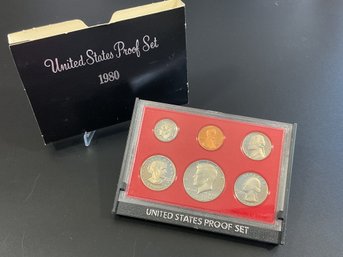 United States Proof Set
1980
UNITED STATES PROOF SET